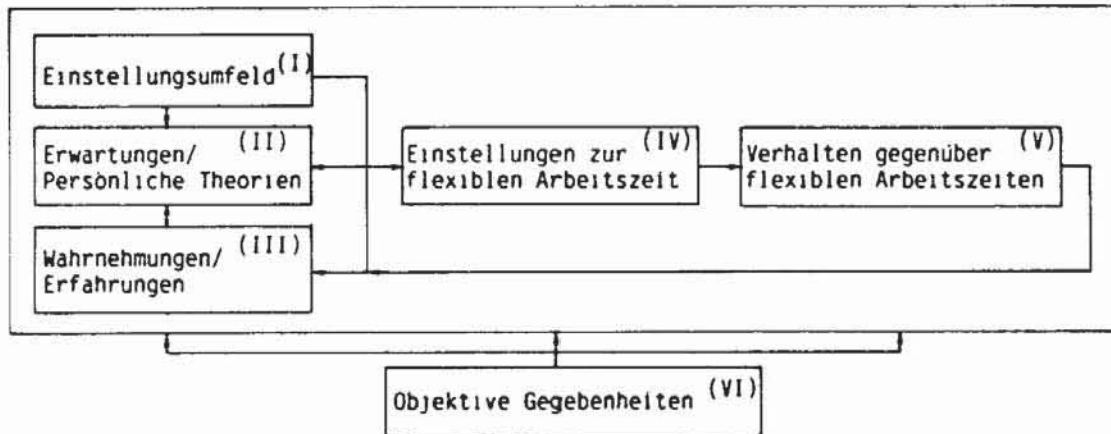 Einstellungsumfeld (I)
Erwartungen/ (II)
Persönliche Theorien
Wahrnehmungen/ (III)
Erfahrungen
Einstellungen zur (IV)
flexiblen Arbeitszeit
Verhalten gegenüber (V)
flexiblen Arbeitszeiten
Objektive Gegebenheiten (VI)